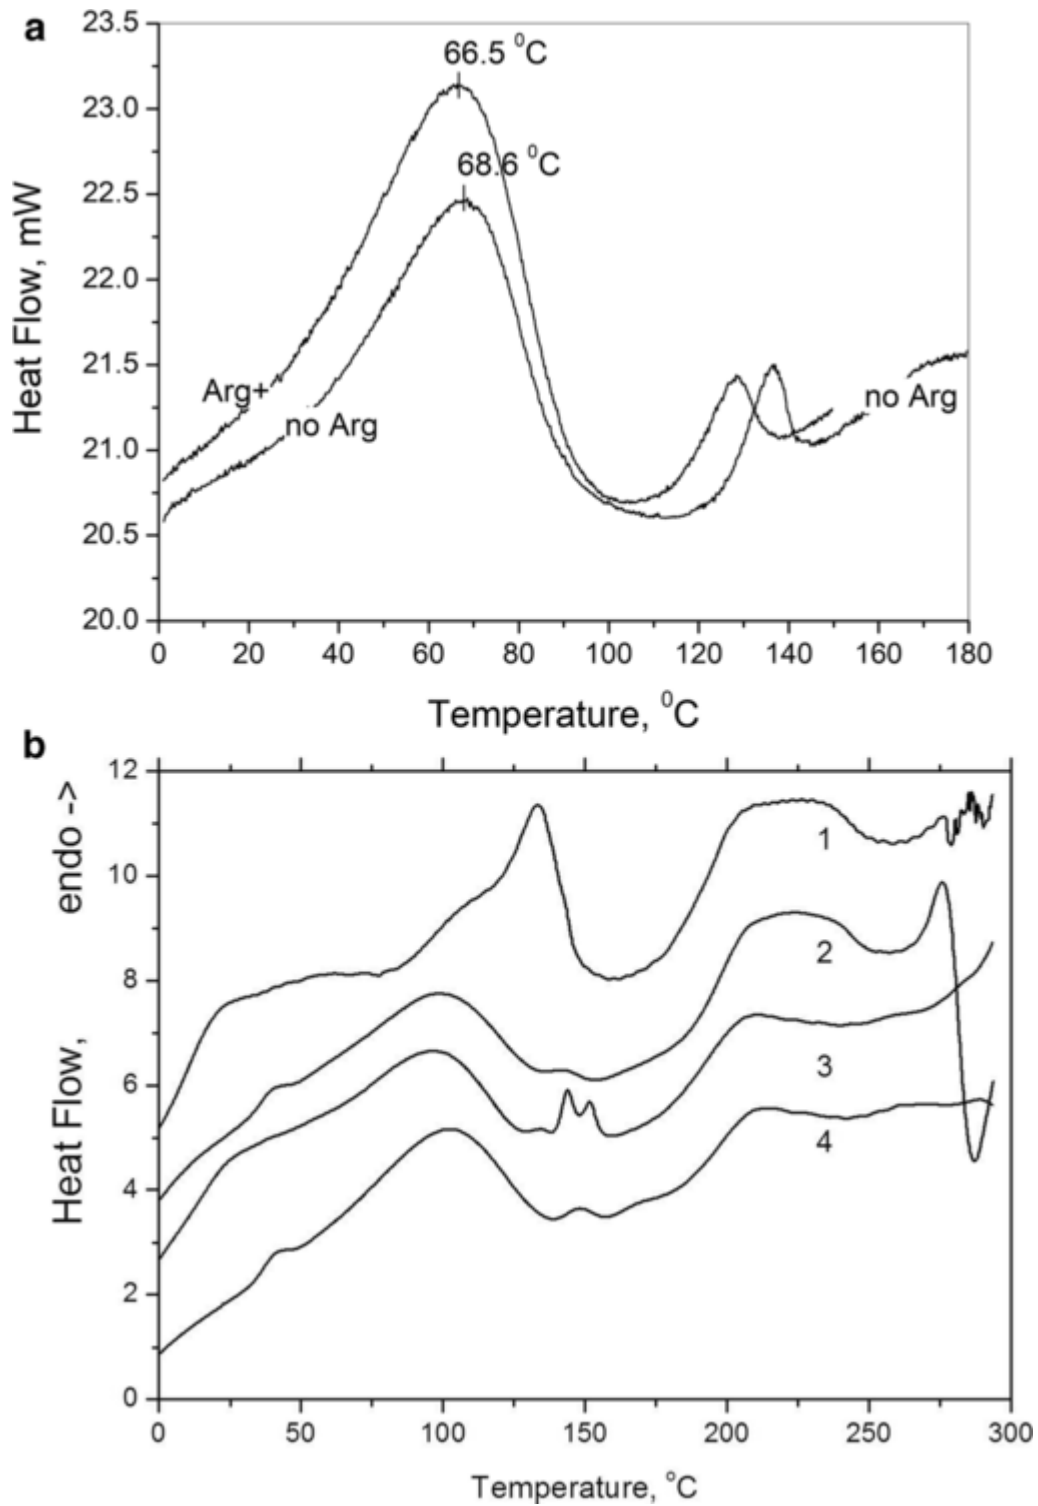 a
23.5
66.5 ⁰C
23.0
68.6 ⁰C
22.5
22.0
21.5
Arg+
no Arg
no Arg
21.0
20.5
20.0
Heat Flow, mW
0 20 40 60 80 100 120 140 160 180
Temperature, ⁰C
b
12
1
10
2
8
3
6
4
4
2
0
Heat Flow, endo ->
0 50 100 150 200 250 300
Temperature, °C